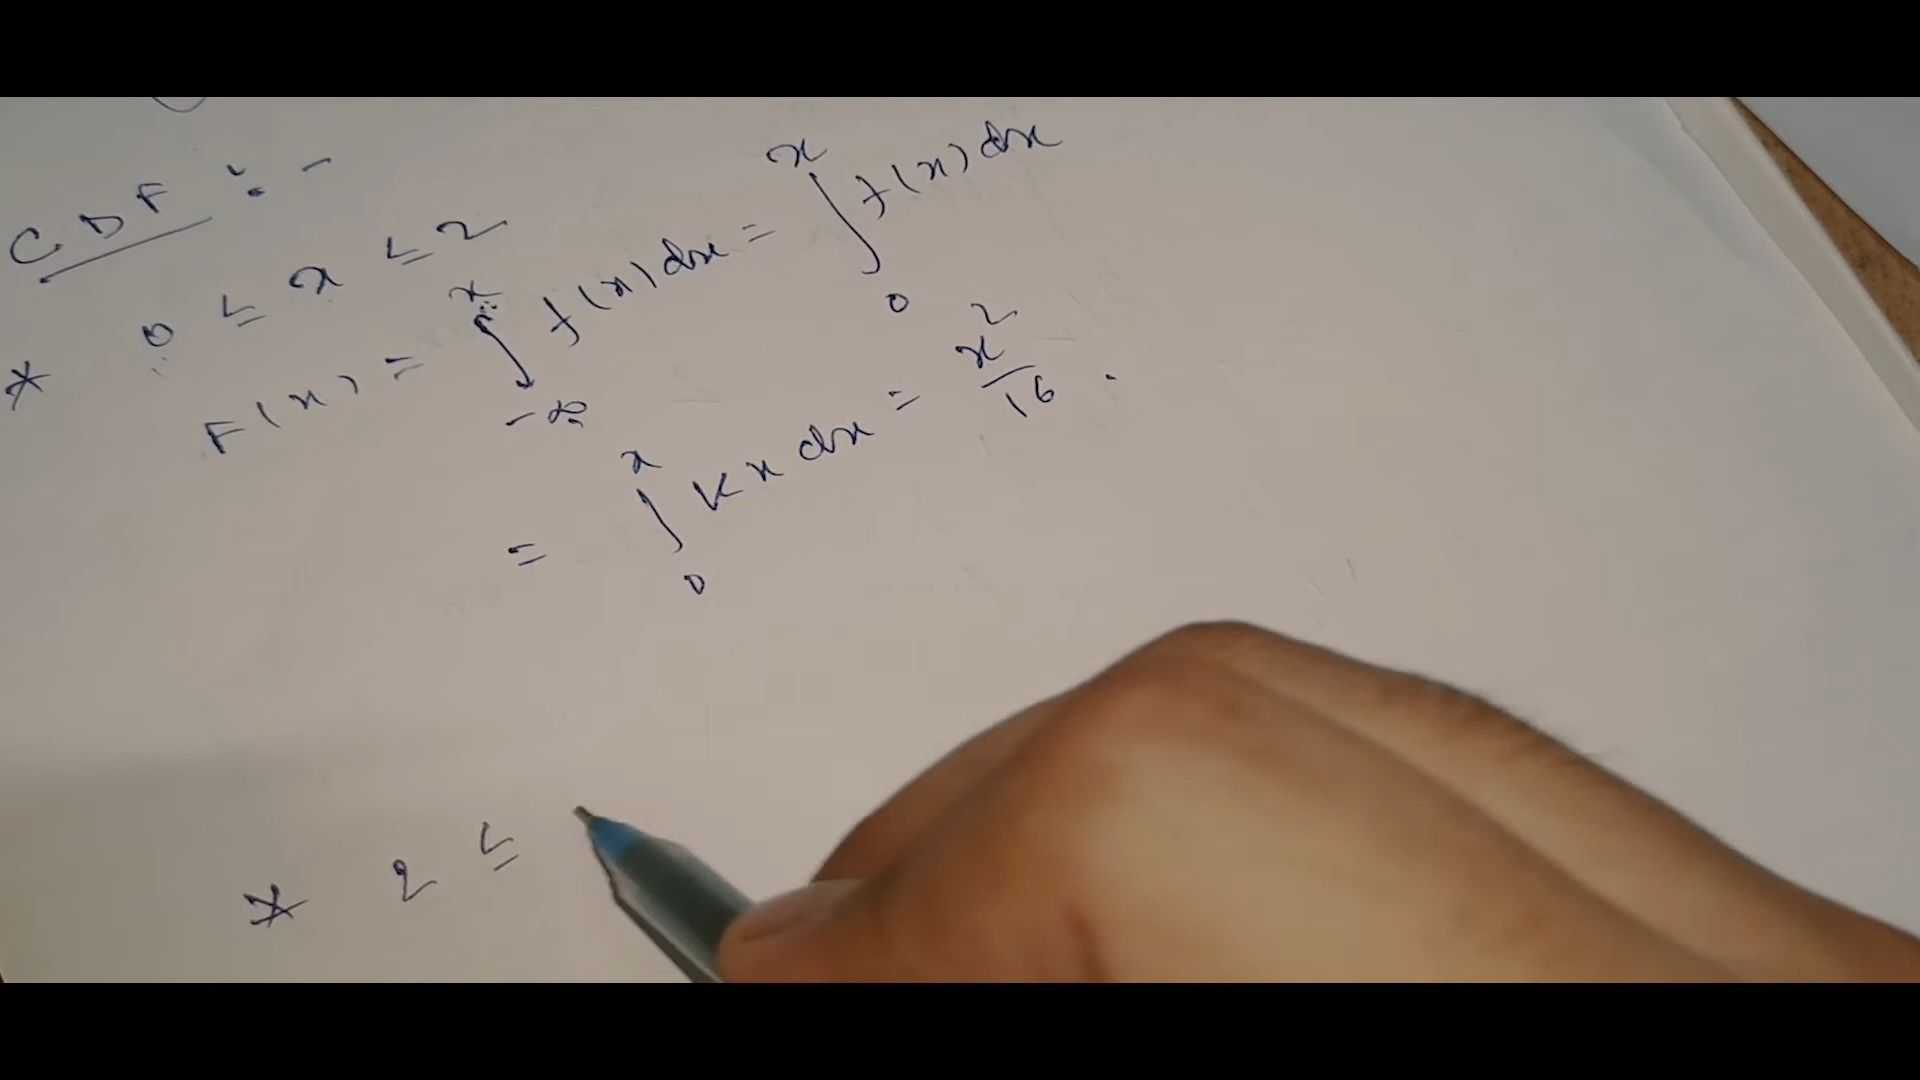 CDF :-
* 0 ≤ x ≤ 2
F(x) = ∫_{-∞}^{x} f(x) dx = ∫_{0}^{x} f(x) dx
= ∫_{0}^{x} Kx dx = x²/16 .
* 2 ≤